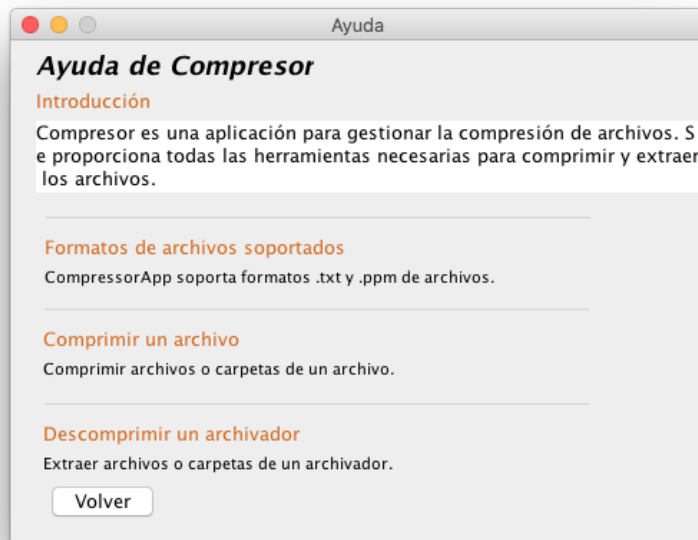 Ayuda
Ayuda de Compresor
Introducción
Compresor es una aplicación para gestionar la compresión de archivos. S
e proporciona todas las herramientas necesarias para comprimir y extraer
los archivos.
Formatos de archivos soportados
CompressorApp soporta formatos .txt y .ppm de archivos.
Comprimir un archivo
Comprimir archivos o carpetas de un archivo.
Descomprimir un archivador
Extraer archivos o carpetas de un archivador.
Volver